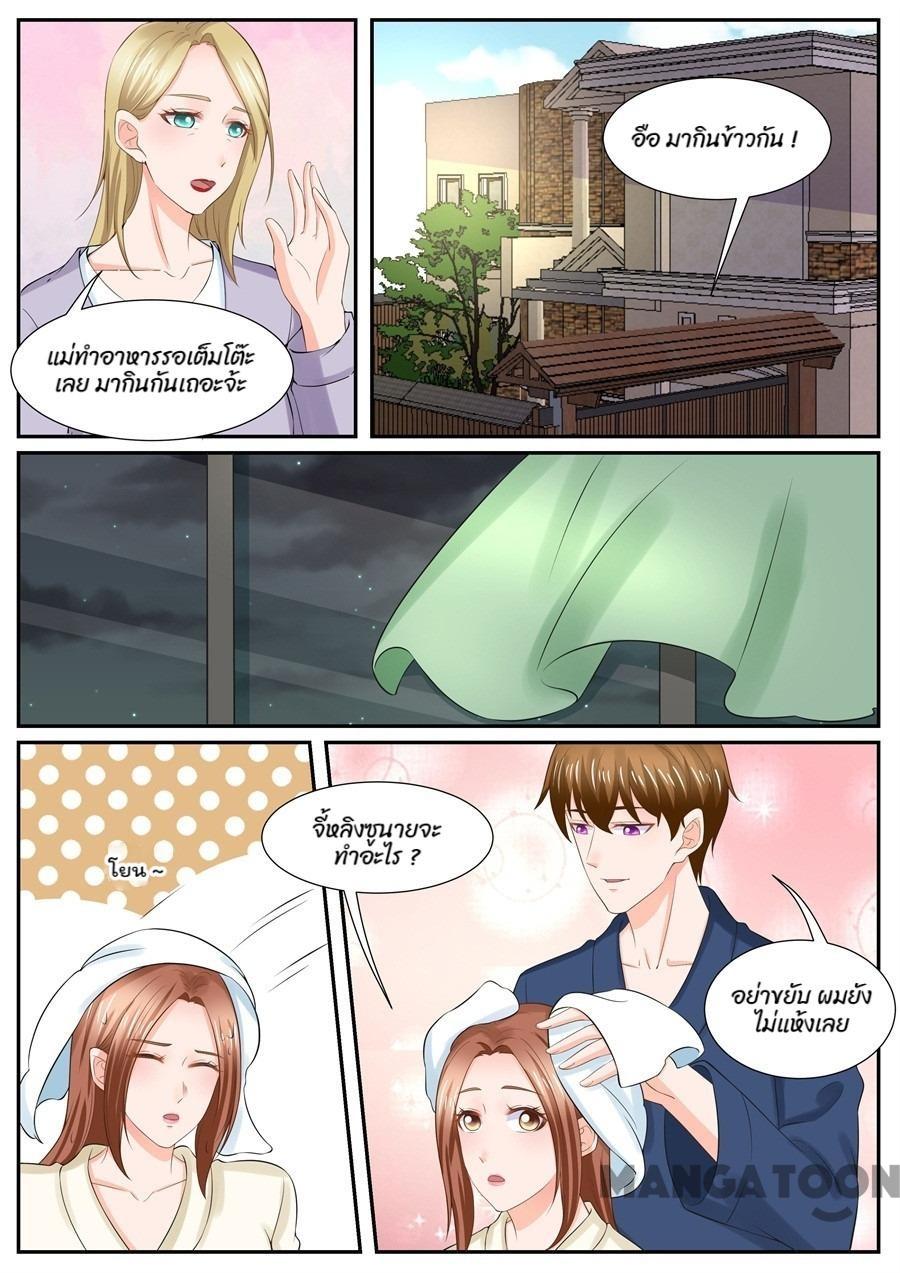 แม่ทำอาหารรอเต็มโต๊ะ
เลย มากินกันเถอะจ้ะ
อือ มากินข้าวกัน !
โยน ~
จี้หลิงซูนายจะ
ทำอะไร ?
อย่าขยับ ผมยัง
ไม่แห้งเลย
MANGATOON